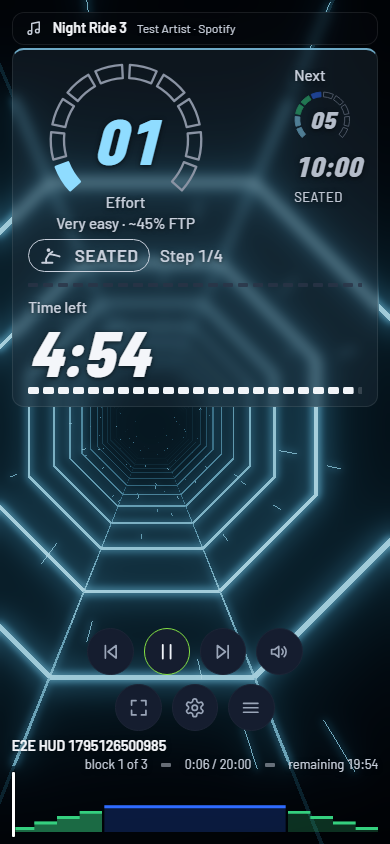 Night Ride 3 Test Artist · Spotify
01
Effort
Very easy · ~45% FTP
SEATED Step 1/4
Next
05
10:00
SEATED
Time left
4:54
E2E HUD 1795126500985
block 1 of 3 0:06 / 20:00 remaining 19:54